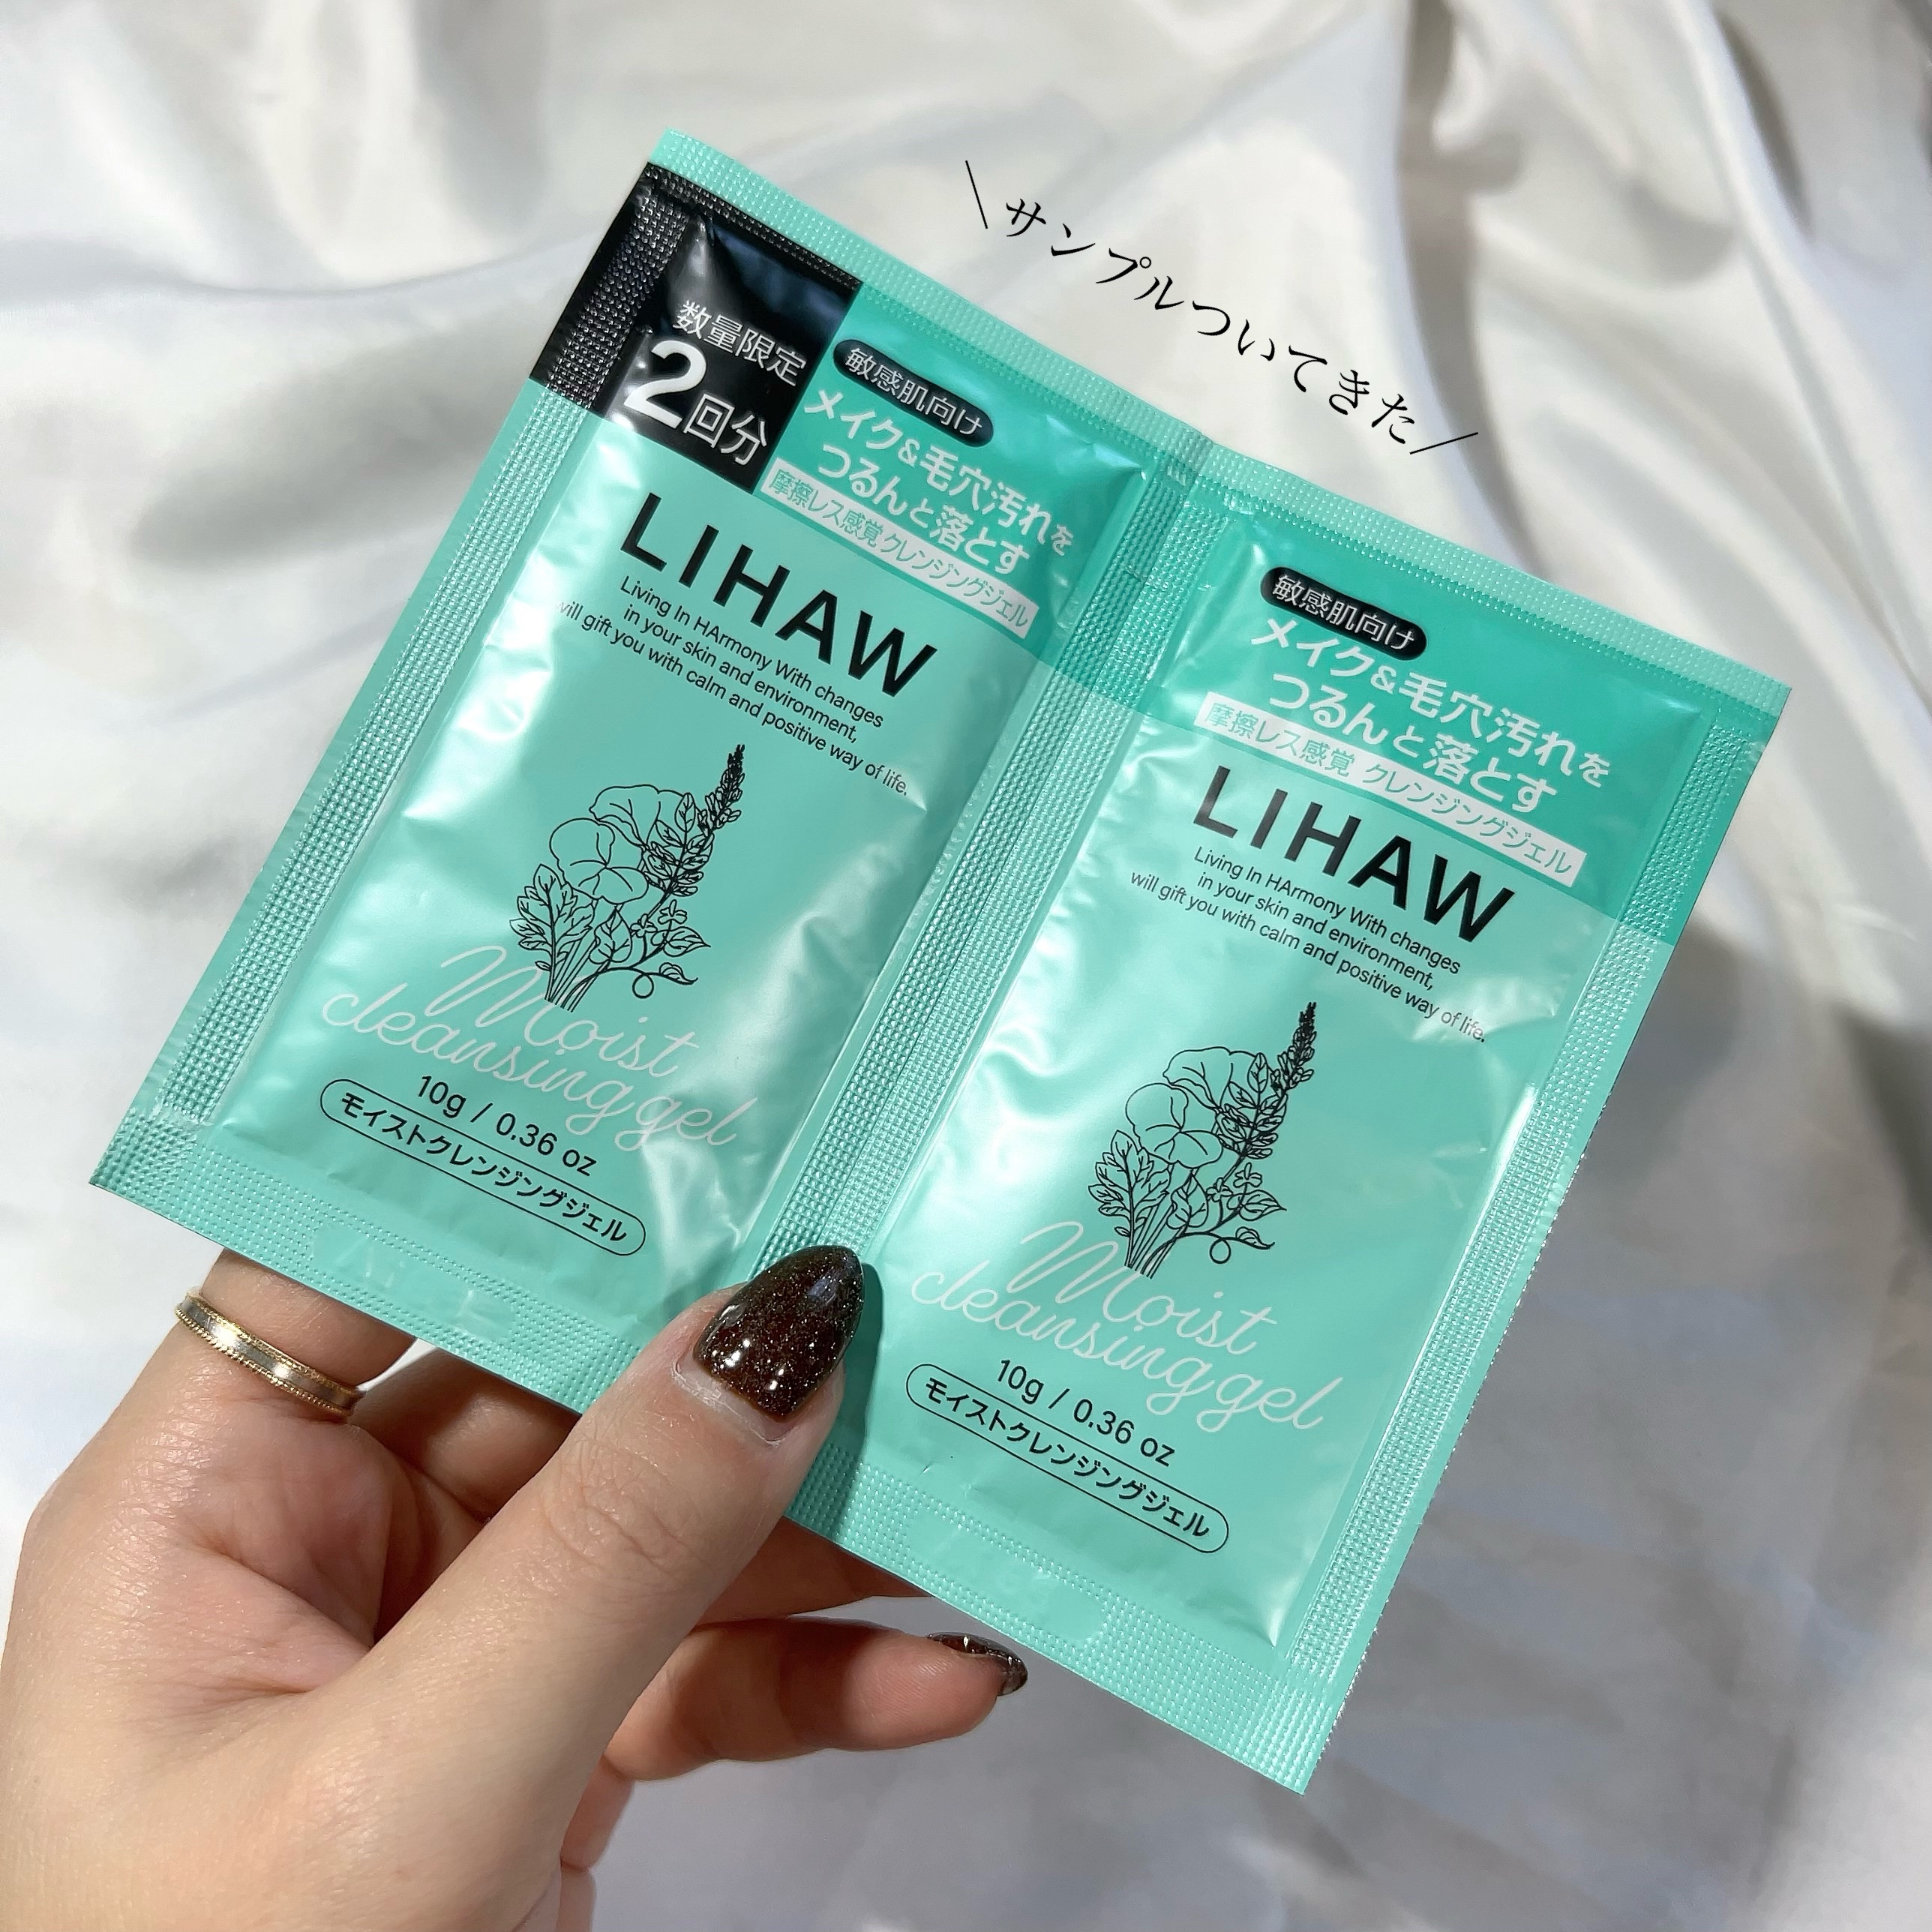 ＼サンプルついてきた／
数量限定
2回分
敏感肌向け
メイク&毛穴汚れを
つるんと落とす
摩擦レス感覚 クレンジングジェル
LIHAW
Living In HArmony With changes
in your skin and environment,
will gift you with calm and positive way of life.
Moist
cleansing gel
10g / 0.36 oz
モイストクレンジングジェル
敏感肌向け
メイク&毛穴汚れを
つるんと落とす
摩擦レス感覚 クレンジングジェル
LIHAW
Living In HArmony With changes
in your skin and environment,
will gift you with calm and positive way of life.
Moist
cleansing gel
10g / 0.36 oz
モイストクレンジングジェル